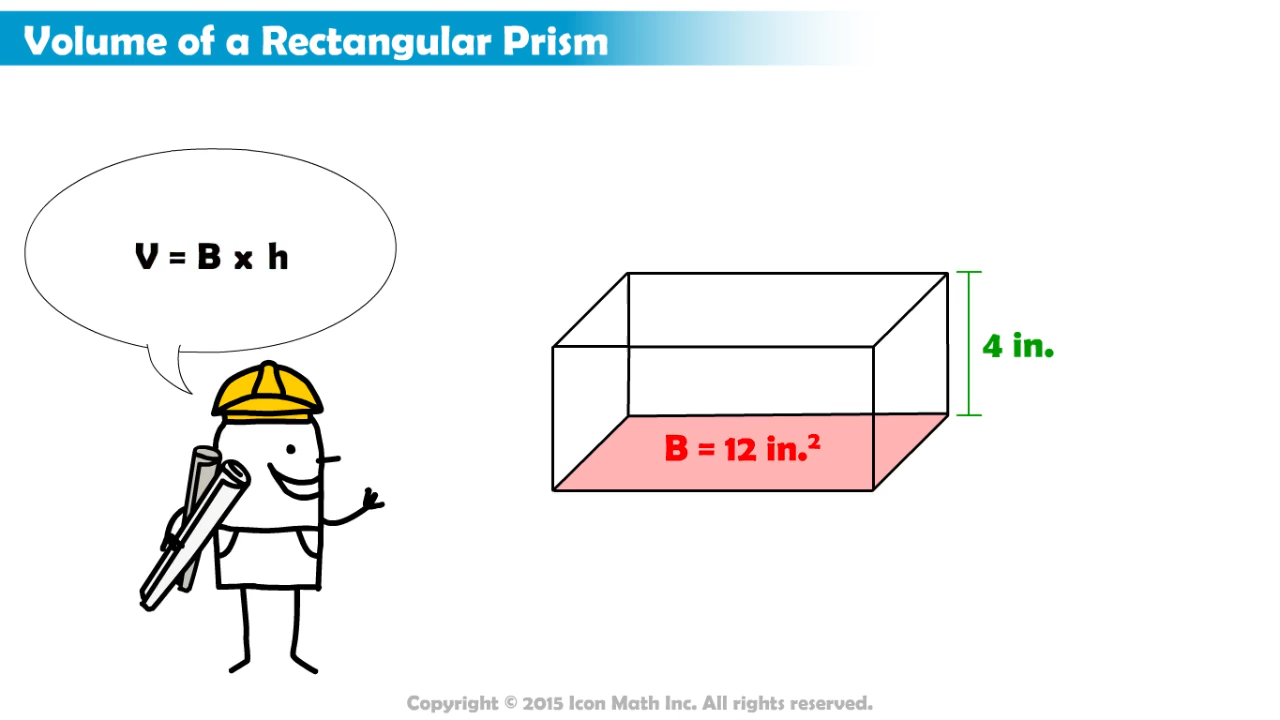 Volume of a Rectangular Prism
V = B x h
4 in.
B = 12 in.²
Copyright © 2015 Icon Math Inc. All rights reserved.